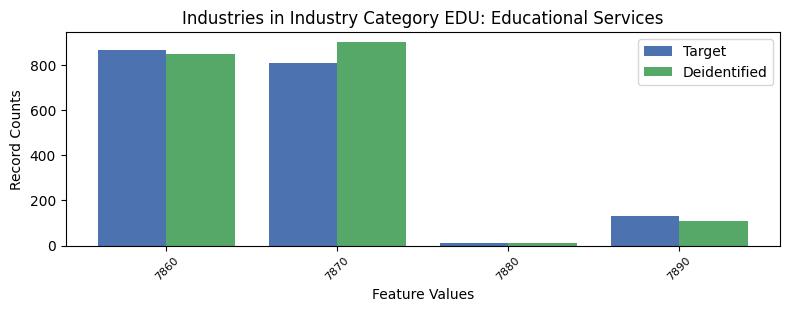 Industries in Industry Category EDU: Educational Services
Target
Deidentified
Record Counts
800
600
400
200
0
7860
7870
7880
7890
Feature Values